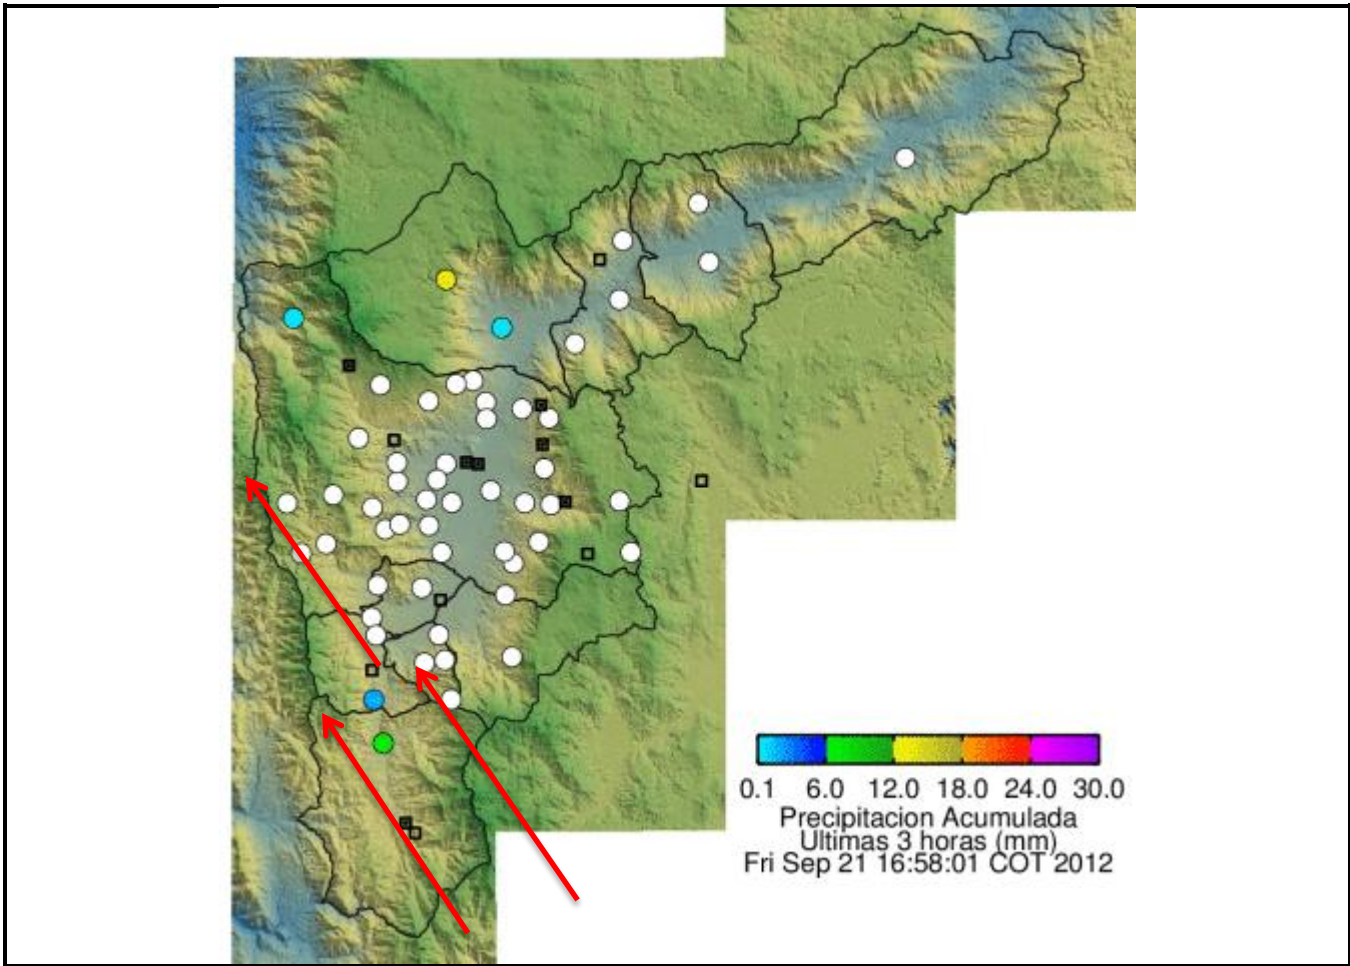 0.1 6.0 12.0 18.0 24.0 30.0
Precipitacion Acumulada
Ultimas 3 horas (mm)
Fri Sep 21 16:58:01 COT 2012